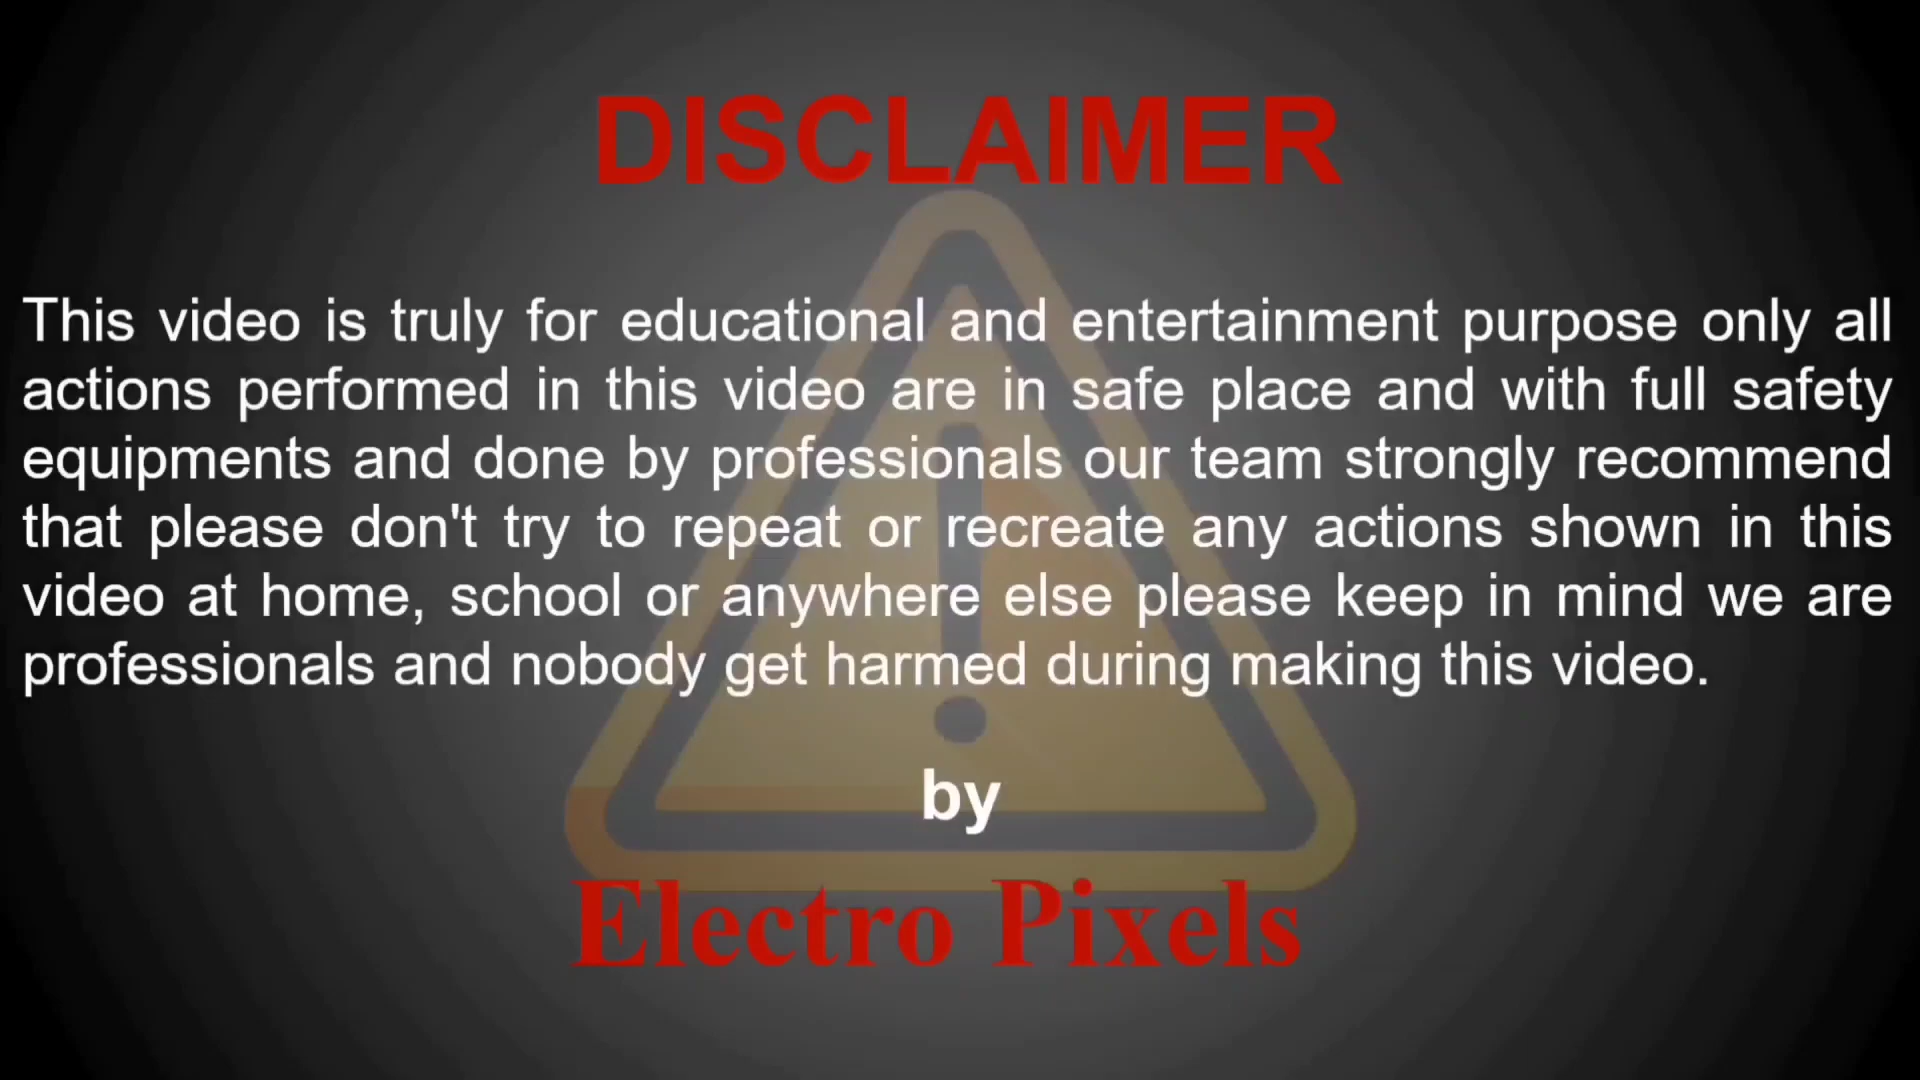 DISCLAIMER
This video is truly for educational and entertainment purpose only all
actions performed in this video are in safe place and with full safety
equipments and done by professionals our team strongly recommend
that please don't try to repeat or recreate any actions shown in this
video at home, school or anywhere else please keep in mind we are
professionals and nobody get harmed during making this video.
by
Electro Pixels